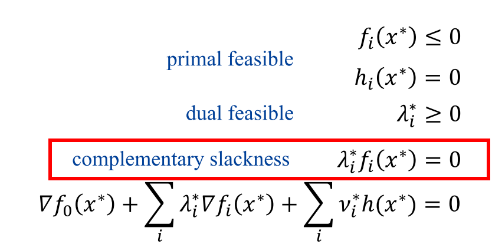 f_i(x*) ≤ 0
primal feasible
h_i(x*) = 0
dual feasible λ_i* ≥ 0
complementary slackness λ_i* f_i(x*) = 0
∇f_0(x*) + ∑_i λ_i* ∇f_i(x*) + ∑_i ν_i* h(x*) = 0